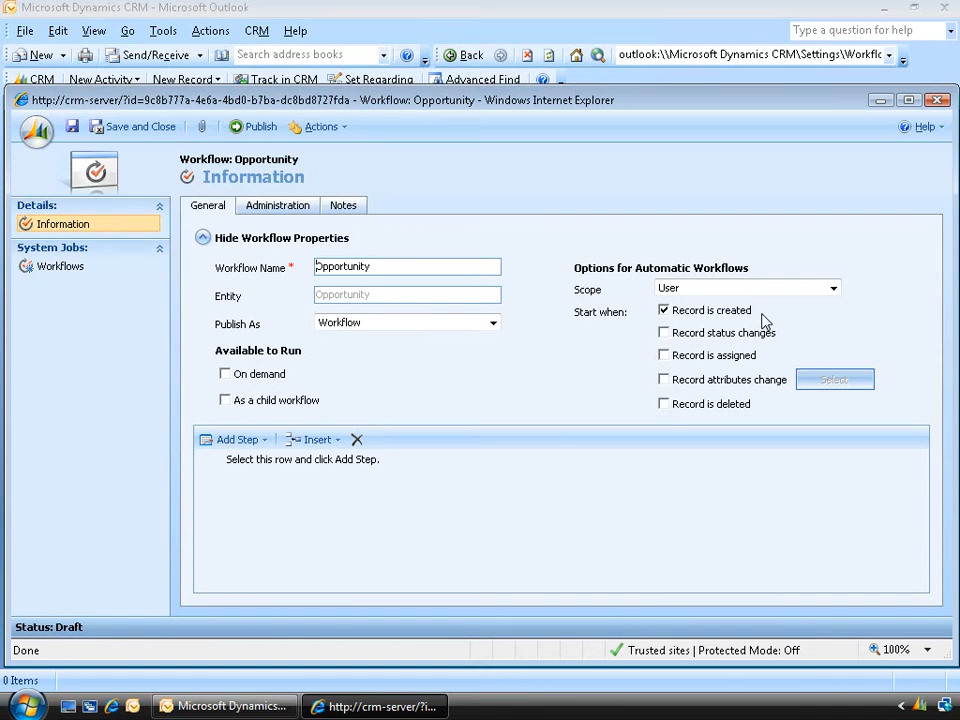 Microsoft Dynamics CRM - Microsoft Outlook
File Edit View Go Tools Actions CRM Help
Type a question for help
New Send/Receive Search address books Back outlook:\\Microsoft Dynamics CRM\Settings\Workflc
CRM New Activity New Record Track in CRM Set Regarding Advanced Find
http://crm-server/?id=9c8b777a-4e6a-4bd0-b7ba-dc8bd8727fda - Workflow: Opportunity - Windows Internet Explorer
Save and Close Publish Actions Help
Workflow: Opportunity
Information
Details:
Information
System Jobs:
Workflows
General Administration Notes
Hide Workflow Properties
Workflow Name * Opportunity
Entity Opportunity
Publish As Workflow
Available to Run
On demand
As a child workflow
Options for Automatic Workflows
Scope User
Start when: Record is created
Record status changes
Record is assigned
Record attributes change Select
Record is deleted
Add Step Insert
Select this row and click Add Step.
Status: Draft
Done Trusted sites | Protected Mode: Off 100%
0 Items
Microsoft Dynamics... http://crm-server/?i...